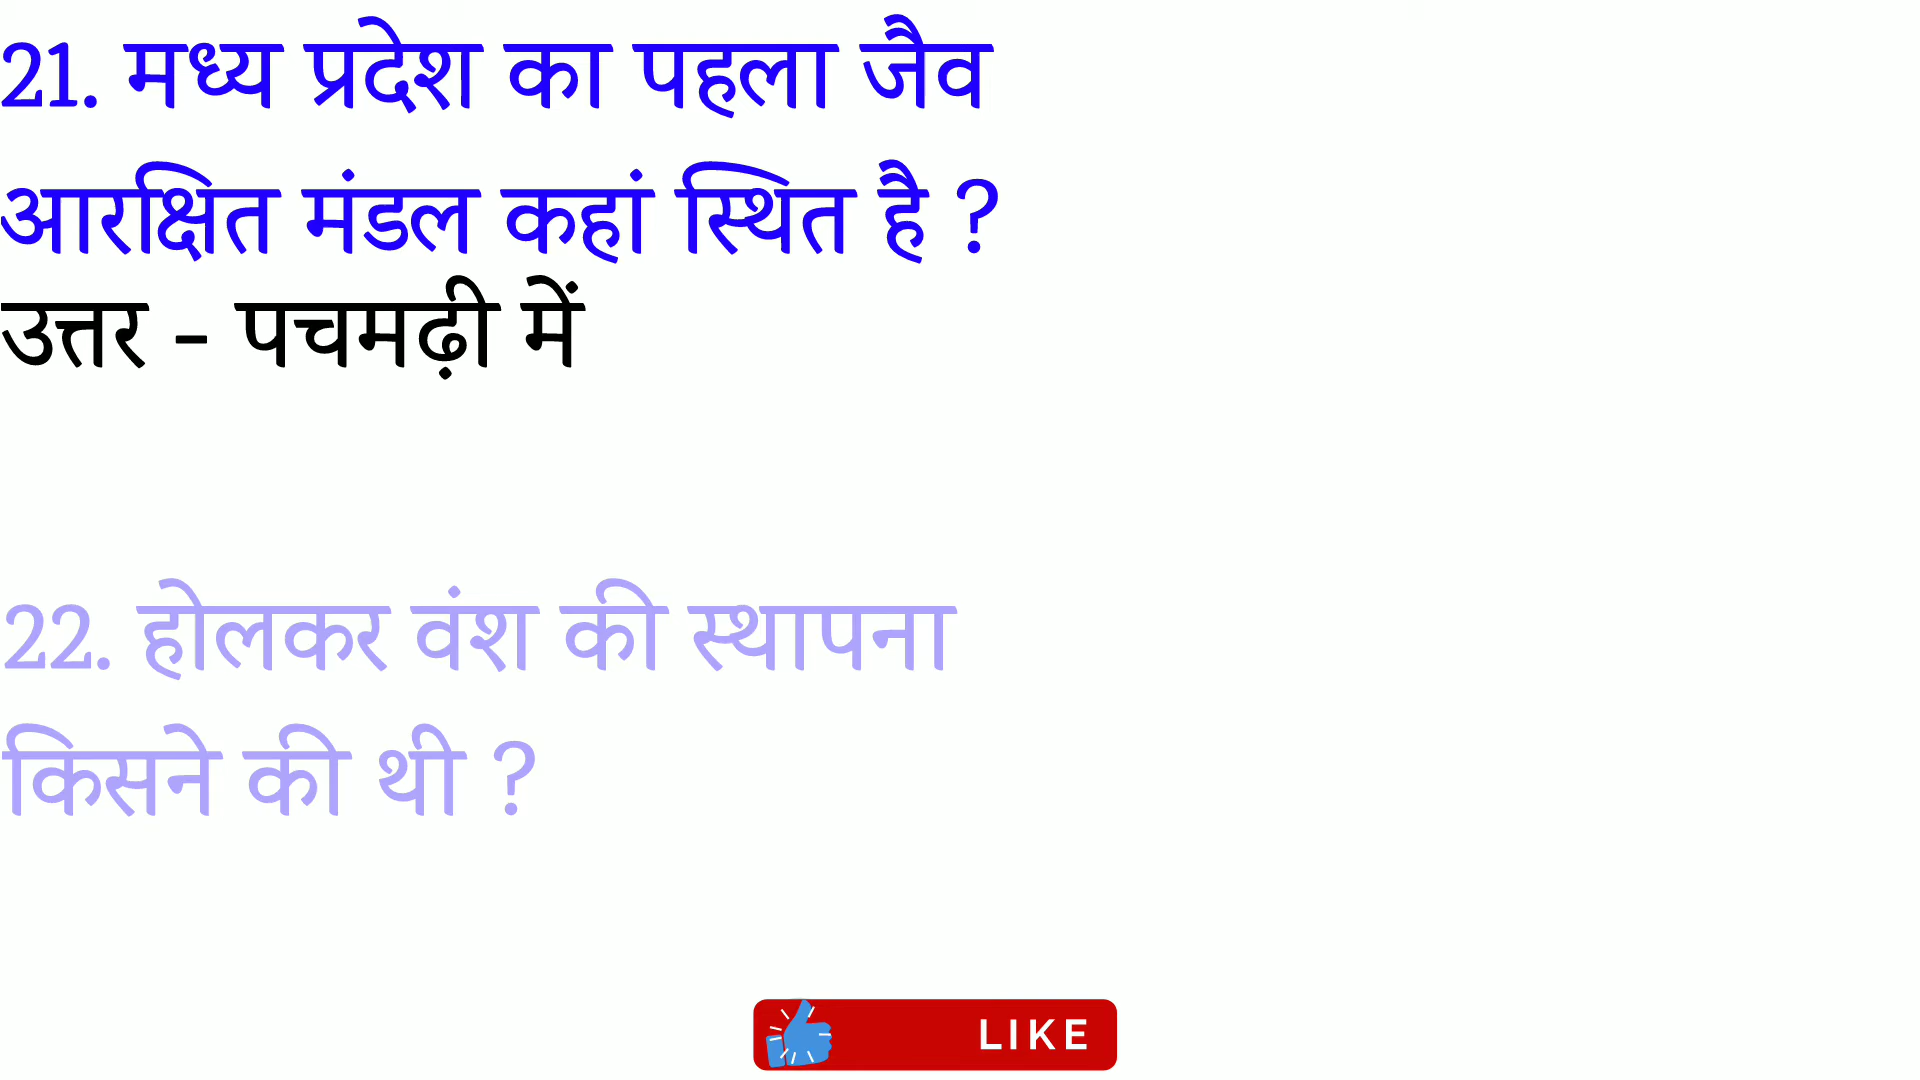 21. मध्य प्रदेश का पहला जैव
आरक्षित मंडल कहां स्थित है ?
उत्तर - पचमढ़ी में
22. होलकर वंश की स्थापना
किसने की थी ?
LIKE